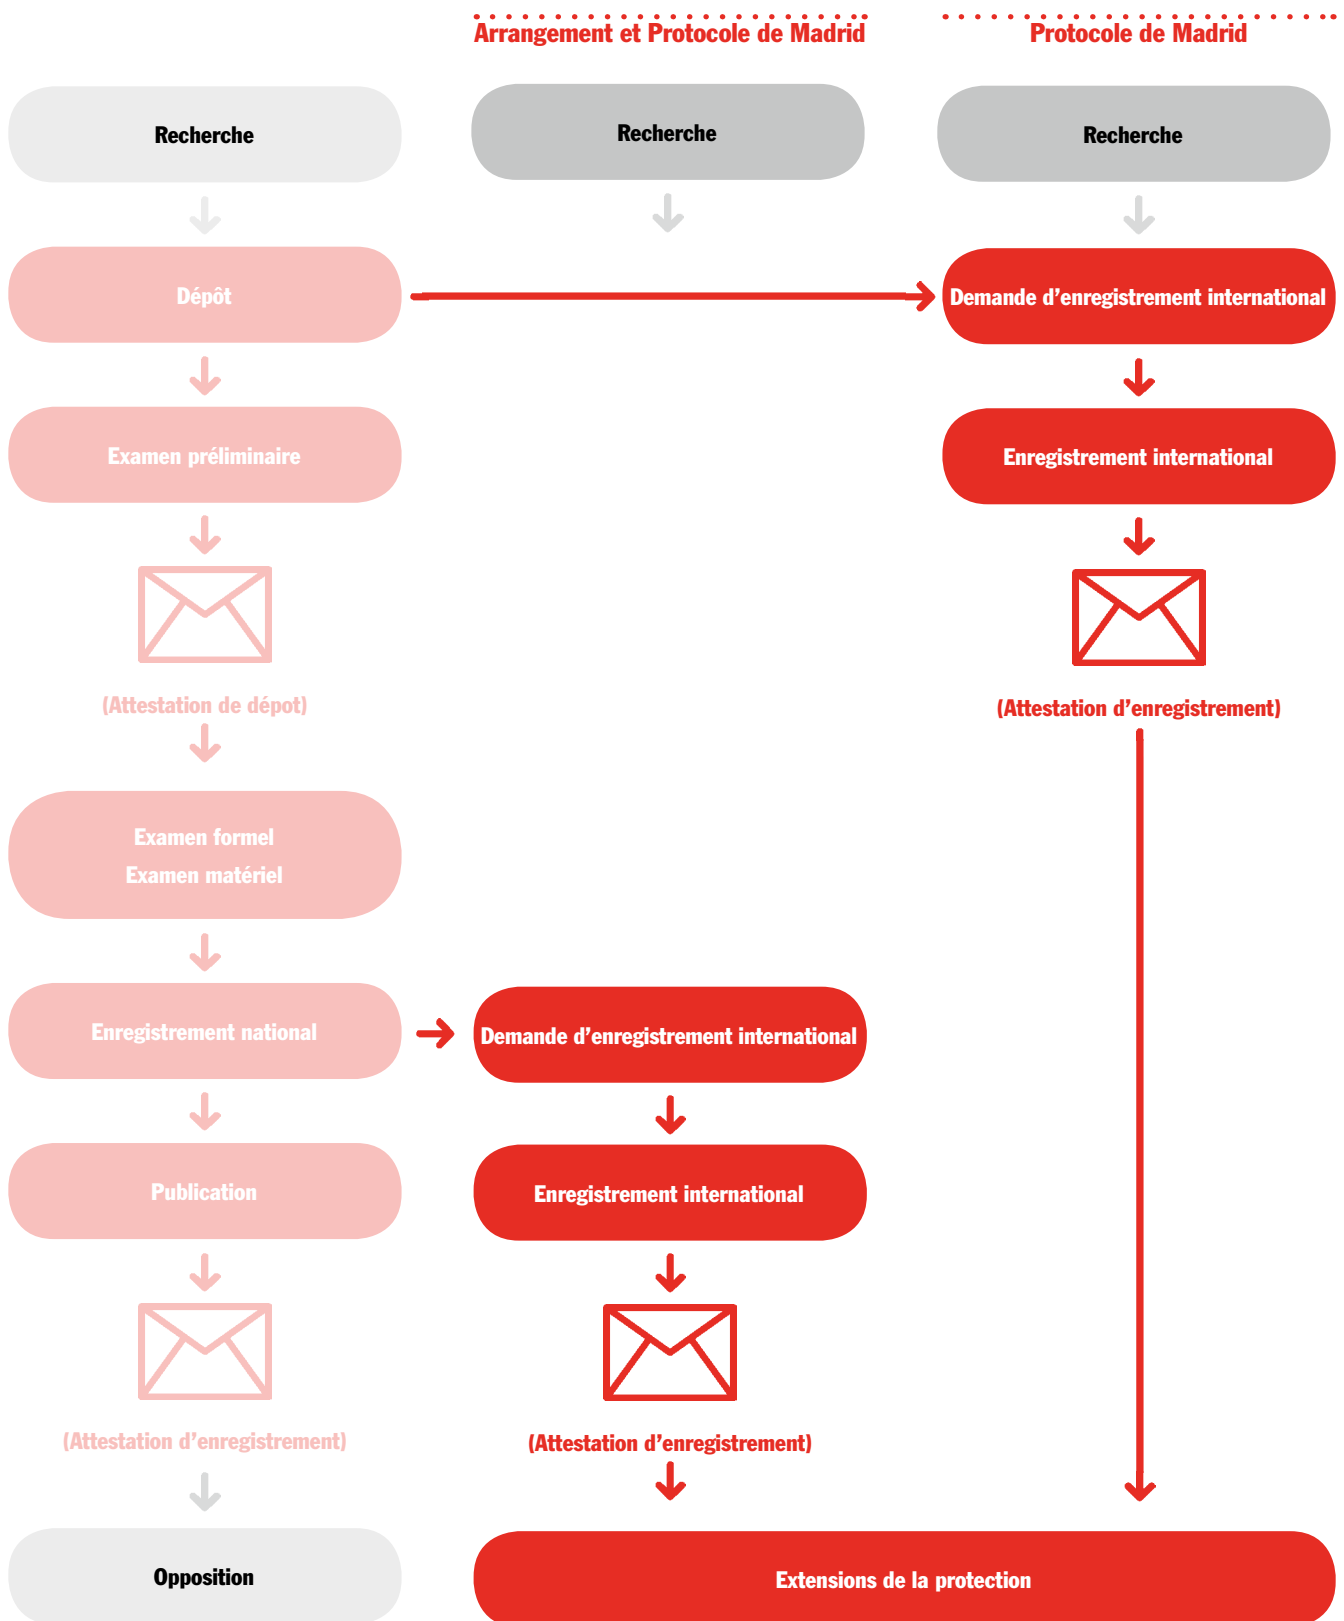 Arrangement et Protocole de Madrid
Protocole de Madrid
Recherche
Recherche
Recherche
Dépôt
Demande d’enregistrement international
Examen préliminaire
Enregistrement international
(Attestation de dépot)
(Attestation d’enregistrement)
Examen formel
Examen matériel
Enregistrement national
Demande d’enregistrement international
Publication
Enregistrement international
(Attestation d’enregistrement)
(Attestation d’enregistrement)
Opposition
Extensions de la protection